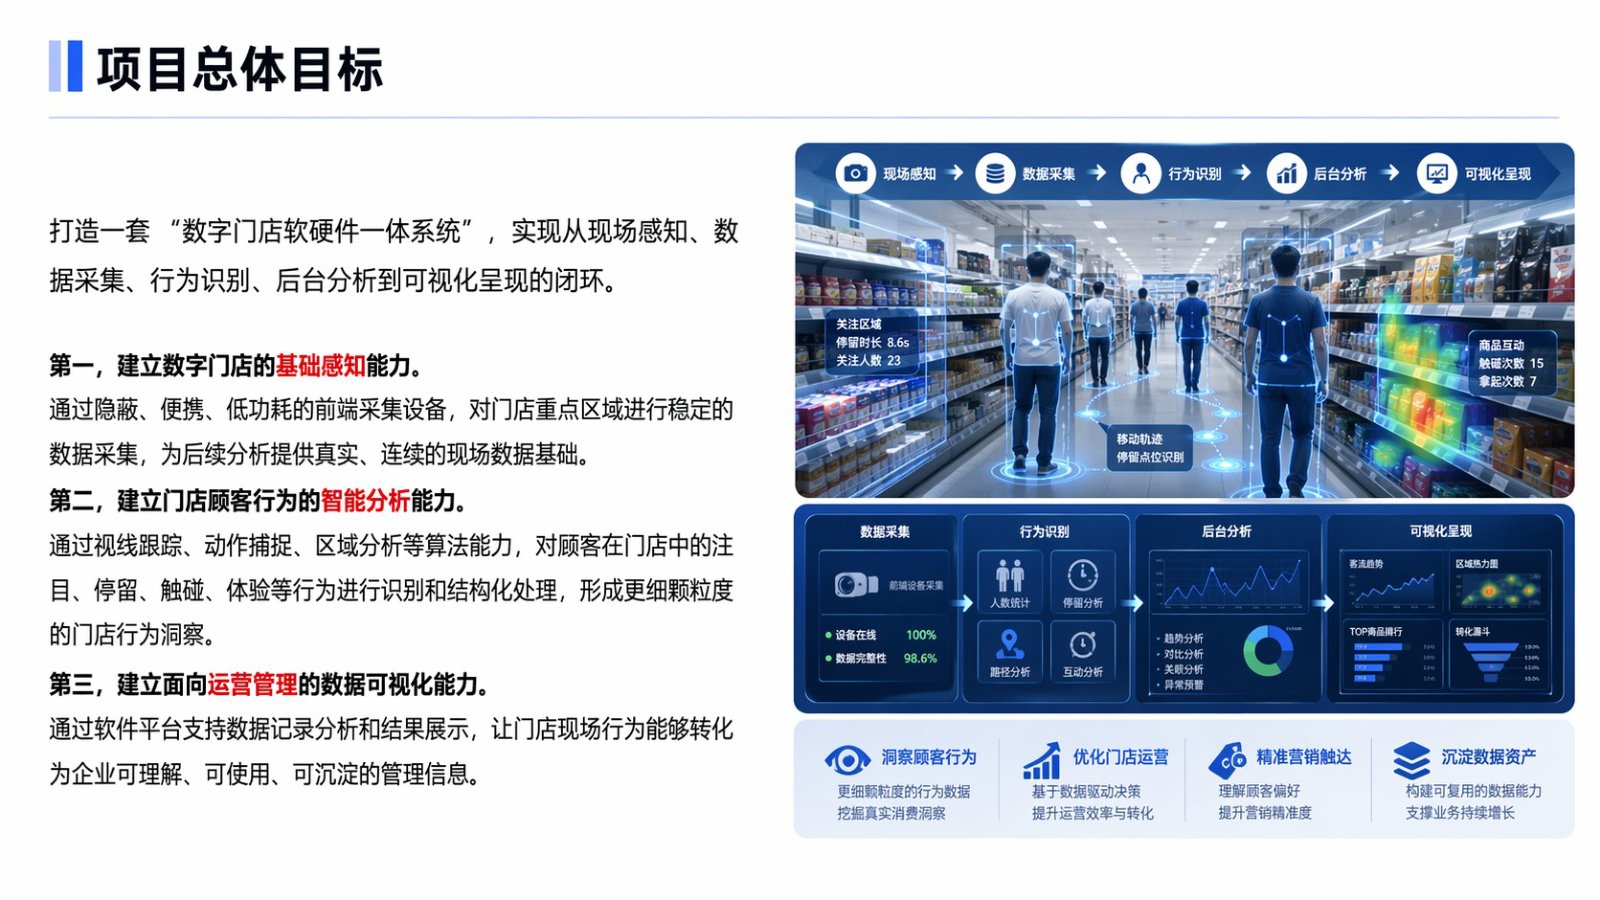 项目总体目标
打造一套 “数字门店软硬件一体系统”，实现从现场感知、数
据采集、行为识别、后台分析到可视化呈现的闭环。
第一，建立数字门店的基础感知能力。
通过隐蔽、便携、低功耗的前端采集设备，对门店重点区域进行稳定的
数据采集，为后续分析提供真实、连续的现场数据基础。
第二，建立门店顾客行为的智能分析能力。
通过视线跟踪、动作捕捉、区域分析等算法能力，对顾客在门店中的注
目、停留、触碰、体验等行为进行识别和结构化处理，形成更细颗粒度
的门店行为洞察。
第三，建立面向运营管理的数据可视化能力。
通过软件平台支持数据记录分析和结果展示，让门店现场行为能够转化
为企业可理解、可使用、可沉淀的管理信息。
现场感知
数据采集
行为识别
后台分析
可视化呈现
关注区域
停留时长 8.6s
关注人数 23
商品互动
触碰次数 15
拿起次数 7
移动轨迹
停留点位识别
数据采集
前端设备采集
设备在线 100%
数据完整性 98.6%
行为识别
人数统计
停留分析
路径分析
互动分析
后台分析
趋势分析
对比分析
关联分析
异常预警
可视化呈现
客流趋势
区域热力图
TOP商品排行
转化漏斗
洞察顾客行为
更细颗粒度的行为数据
挖掘真实消费洞察
优化门店运营
基于数据驱动决策
提升运营效率与转化
精准营销触达
理解顾客偏好
提升营销精准度
沉淀数据资产
构建可复用的数据能力
支撑业务持续增长